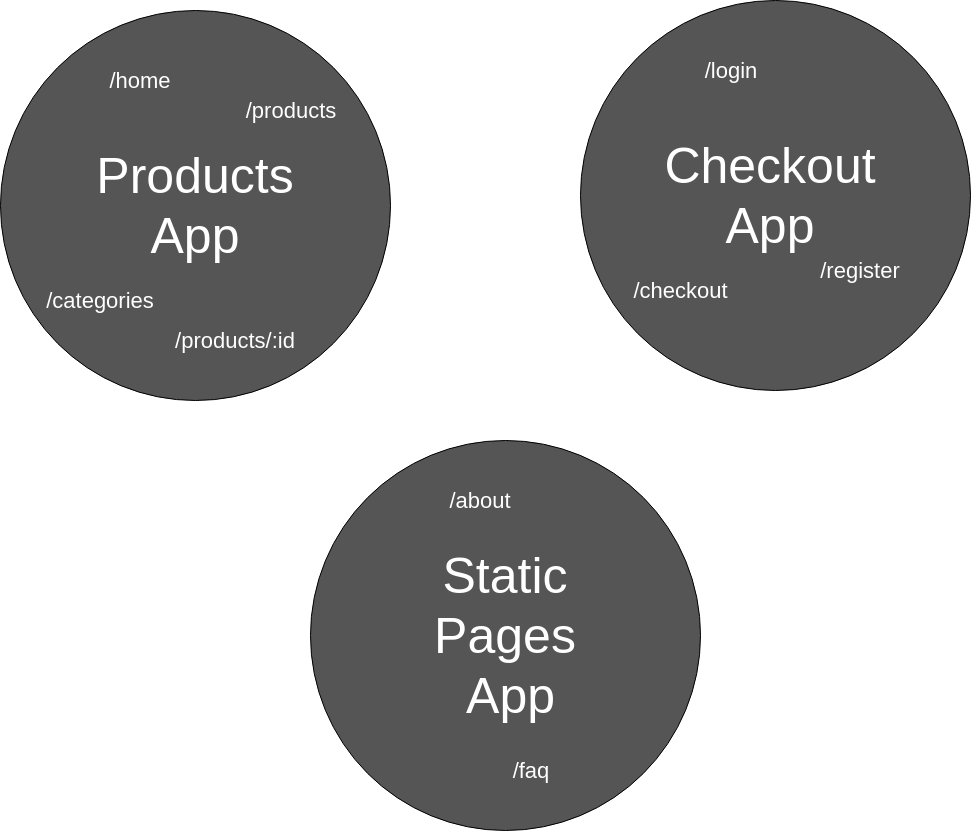 /home
/products
Products
App
/categories
/products/:id
/login
Checkout
App
/register
/checkout
/about
Static
Pages
App
/faq